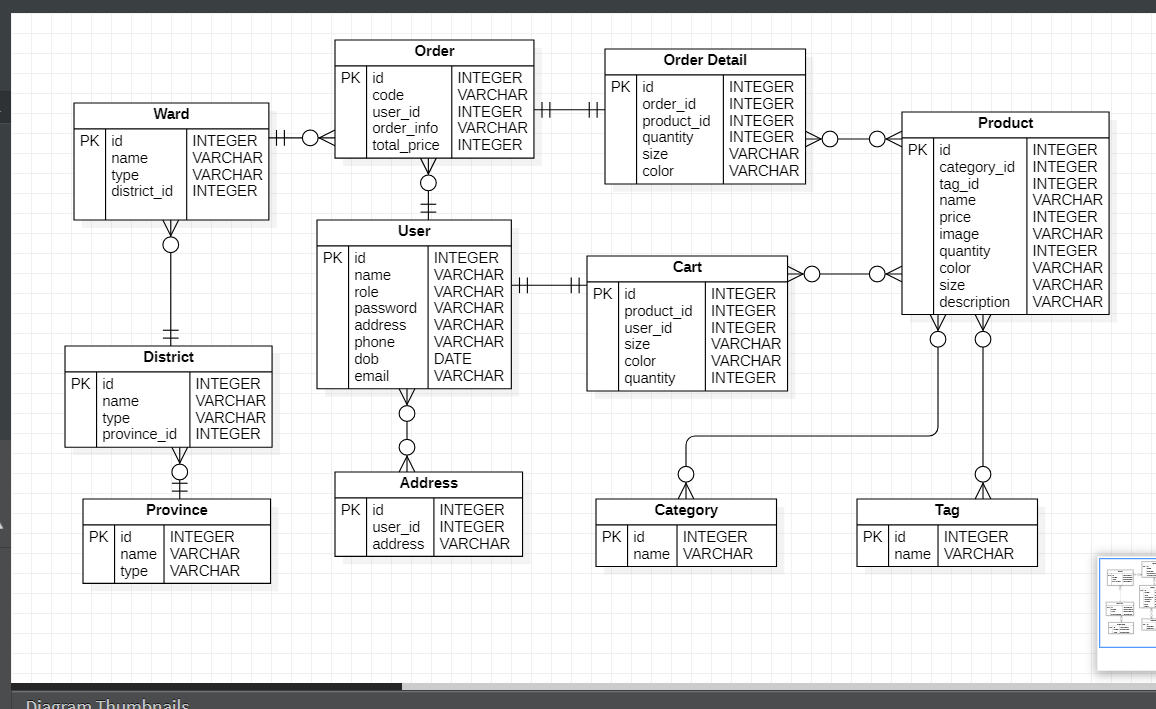 Order
PK id INTEGER
code VARCHAR
user_id INTEGER
order_info VARCHAR
total_price INTEGER
Order Detail
PK id INTEGER
order_id INTEGER
product_id INTEGER
quantity INTEGER
size VARCHAR
color VARCHAR
Ward
PK id INTEGER
name VARCHAR
type VARCHAR
district_id INTEGER
Product
PK id INTEGER
category_id INTEGER
tag_id INTEGER
name VARCHAR
price INTEGER
image VARCHAR
quantity INTEGER
color VARCHAR
size VARCHAR
description VARCHAR
User
PK id INTEGER
name VARCHAR
role VARCHAR
password VARCHAR
address VARCHAR
phone VARCHAR
dob DATE
email VARCHAR
Cart
PK id INTEGER
product_id INTEGER
user_id INTEGER
size VARCHAR
color VARCHAR
quantity INTEGER
District
PK id INTEGER
name VARCHAR
type VARCHAR
province_id INTEGER
Province
PK id INTEGER
name VARCHAR
type VARCHAR
Address
PK id INTEGER
user_id INTEGER
address VARCHAR
Category
PK id INTEGER
name VARCHAR
Tag
PK id INTEGER
name VARCHAR
Diagram Thumbnails